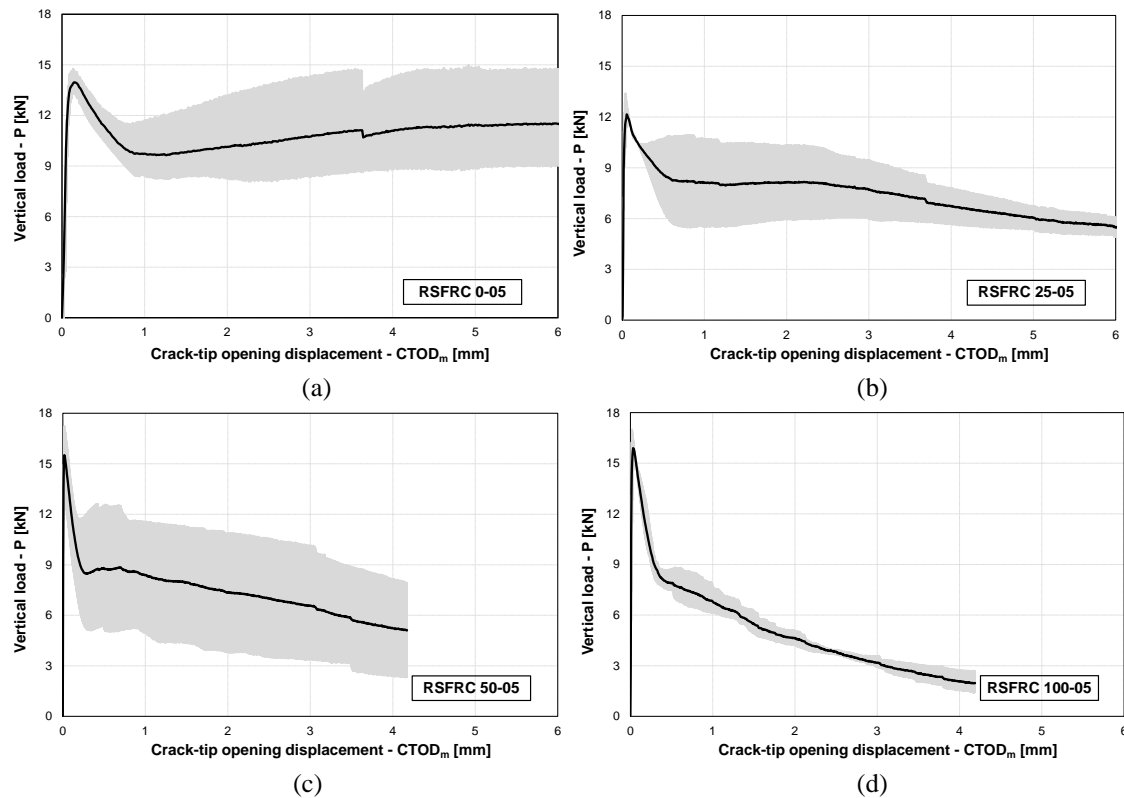 18
15
12
9
6
3
0
Vertical load - P [kN]
RSFRC 0-05
0 1 2 3 4 5 6
Crack-tip opening displacement - CTODm [mm]
(a)
18
15
12
9
6
3
0
Vertical load - P [kN]
RSFRC 25-05
0 1 2 3 4 5 6
Crack-tip opening displacement - CTODm [mm]
(b)
18
15
12
9
6
3
0
Vertical load - P [kN]
RSFRC 50-05
0 1 2 3 4 5 6
Crack-tip opening displacement - CTODm [mm]
(c)
18
15
12
9
6
3
0
Vertical load - P [kN]
RSFRC 100-05
0 1 2 3 4 5 6
Crack-tip opening displacement - CTODm [mm]
(d)